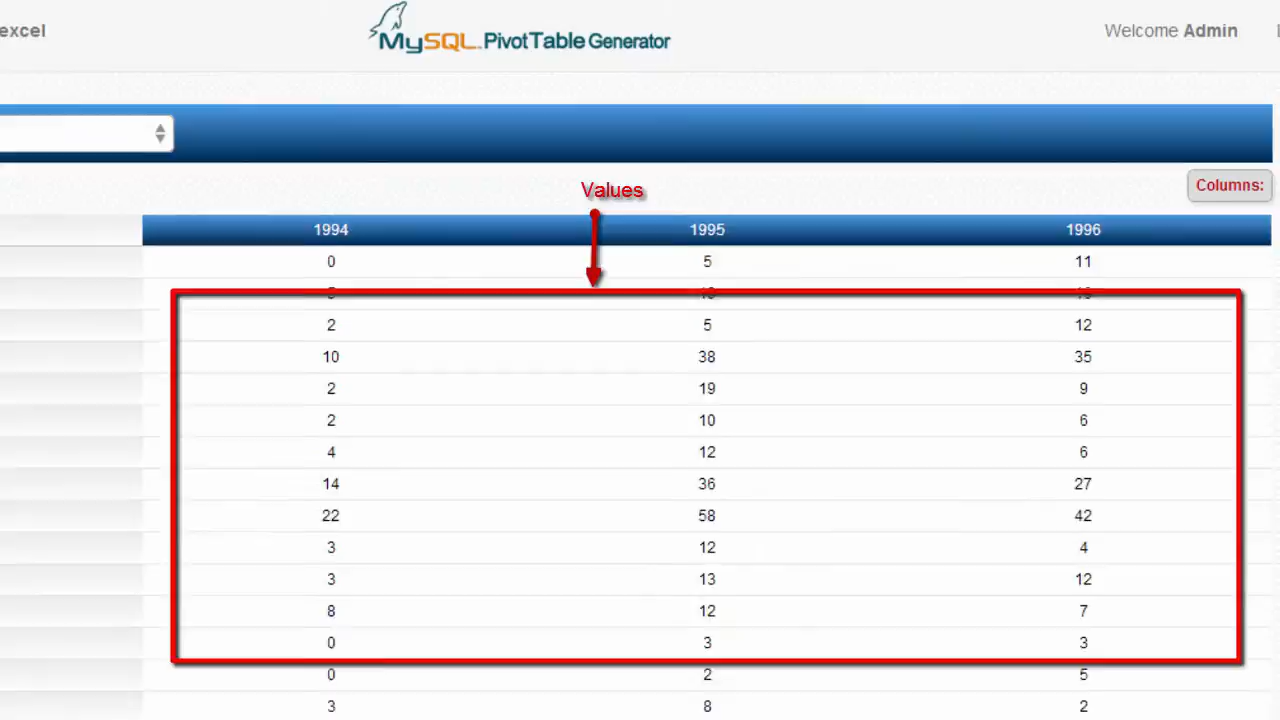 excel
MySQL PivotTable Generator
Welcome Admin
Columns:
Values
1994 1995 1996
0 5 11
2 5 12
10 38 35
2 19 9
2 10 6
4 12 6
14 36 27
22 58 42
3 12 4
3 13 12
8 12 7
0 3 3
0 2 5
3 8 2